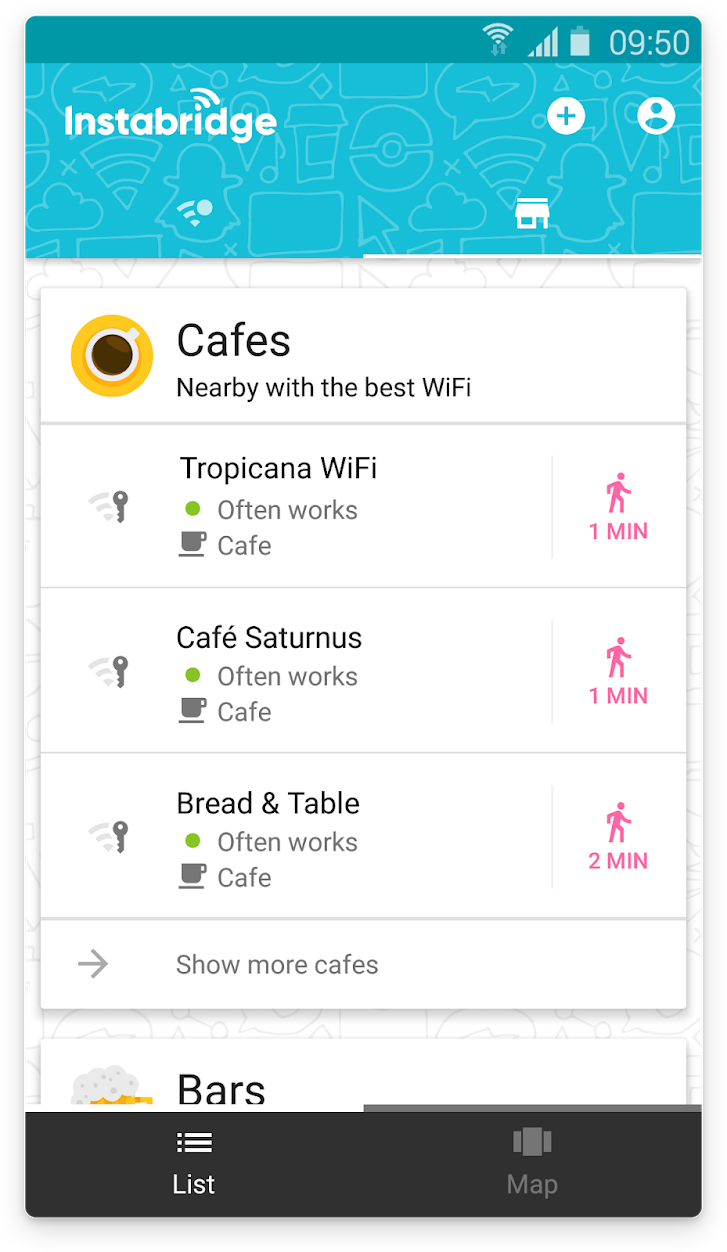 09:50
Instabridge
Cafes
Nearby with the best WiFi
Tropicana WiFi
Often works
Cafe
1 MIN
Café Saturnus
Often works
Cafe
1 MIN
Bread & Table
Often works
Cafe
2 MIN
Show more cafes
Bars
List
Map